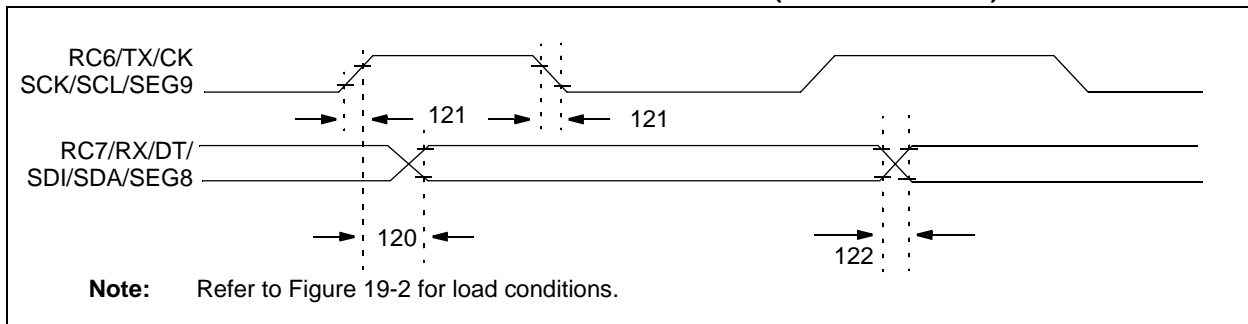 RC6/TX/CK
SCK/SCL/SEG9
121
121
RC7/RX/DT/
SDI/SDA/SEG8
120
122
Note: Refer to Figure 19-2 for load conditions.